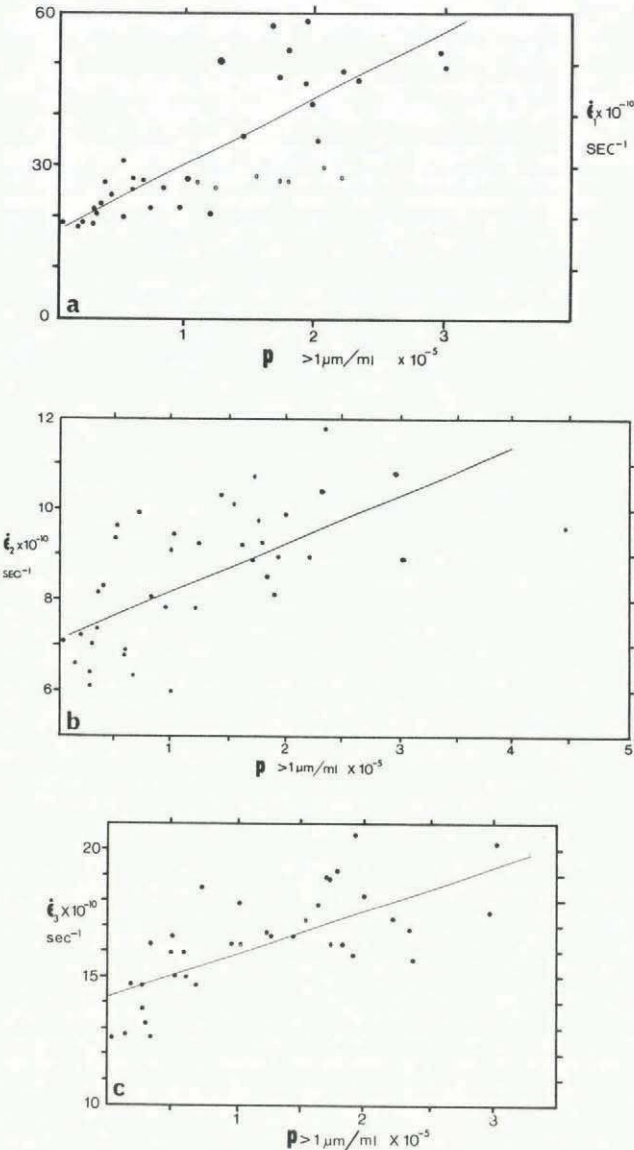 60
30
0
a
ε̇₁ x 10⁻¹⁰
SEC⁻¹
1 2 3
p >1µm/ml x 10⁻⁵
12
10
8
6
ε̇₂ x 10⁻¹⁰
SEC⁻¹
b
1 2 3 4 5
p >1µm/ml x 10⁻⁵
20
15
10
ε̇₃ X 10⁻¹⁰
sec⁻¹
c
1 2 3
p >1µm/ml X 10⁻⁵